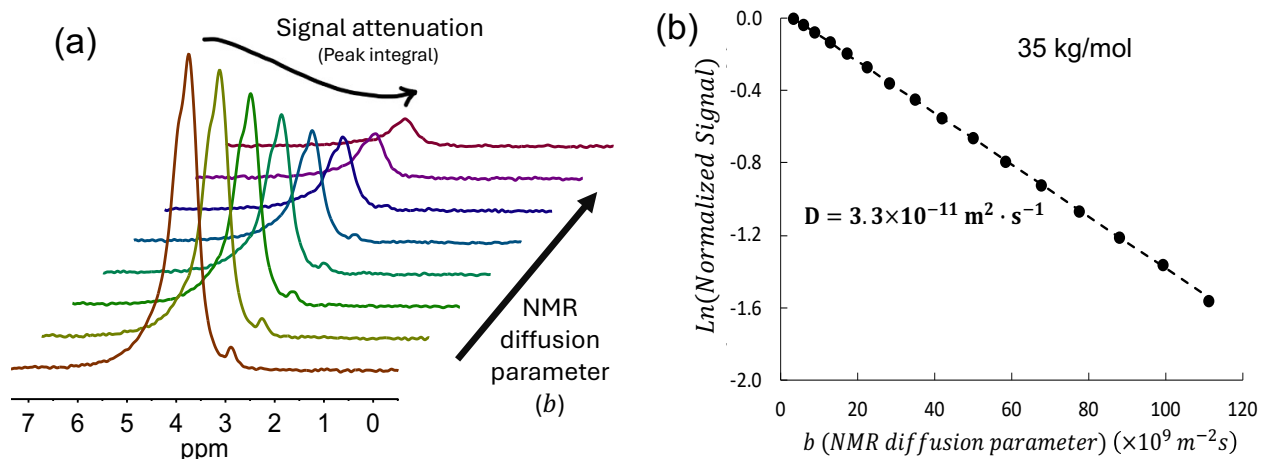 (a)
Signal attenuation
(Peak integral)
NMR
diffusion
parameter
(b)
7 6 5 4 3 2 1 0
ppm
(b)
35 kg/mol
Ln(Normalized Signal)
0.0
-0.4
-0.8
-1.2
-1.6
-2.0
D = 3.3×10⁻¹¹ m² · s⁻¹
0 20 40 60 80 100 120
b (NMR diffusion parameter) (×10⁹ m⁻²s)